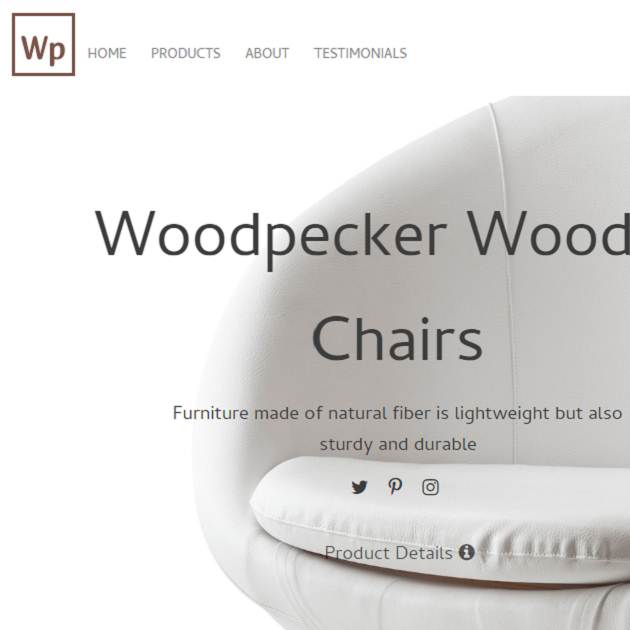 Wp
HOME PRODUCTS ABOUT TESTIMONIALS
Woodpecker Wood
Chairs
Furniture made of natural fiber is lightweight but also
sturdy and durable
Product Details